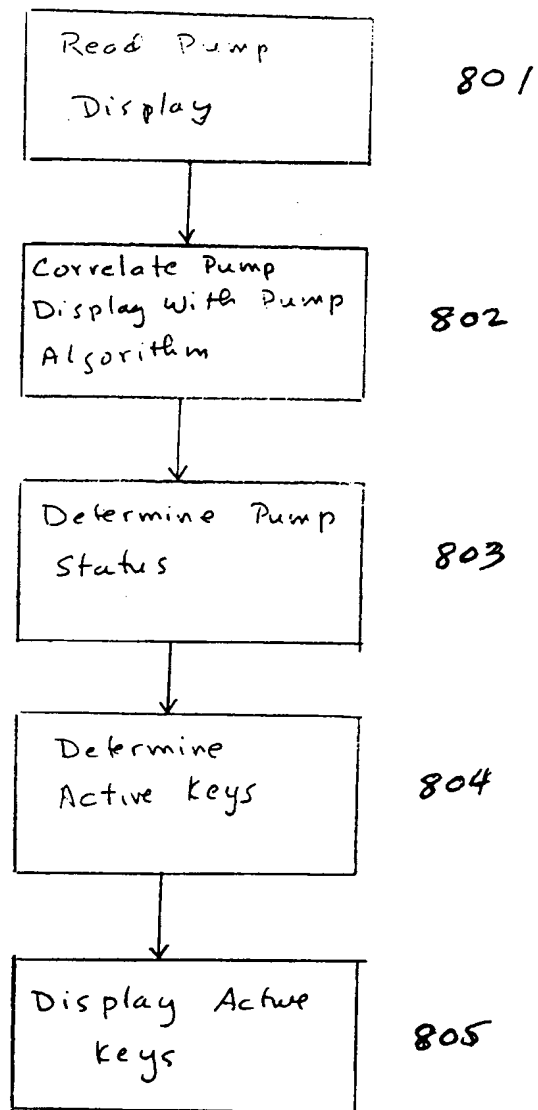 Read Pump
Display
801
Correlate Pump
Display with Pump
Algorithm
802
Determine Pump
Status
803
Determine
Active Keys
804
Display Active
Keys
805